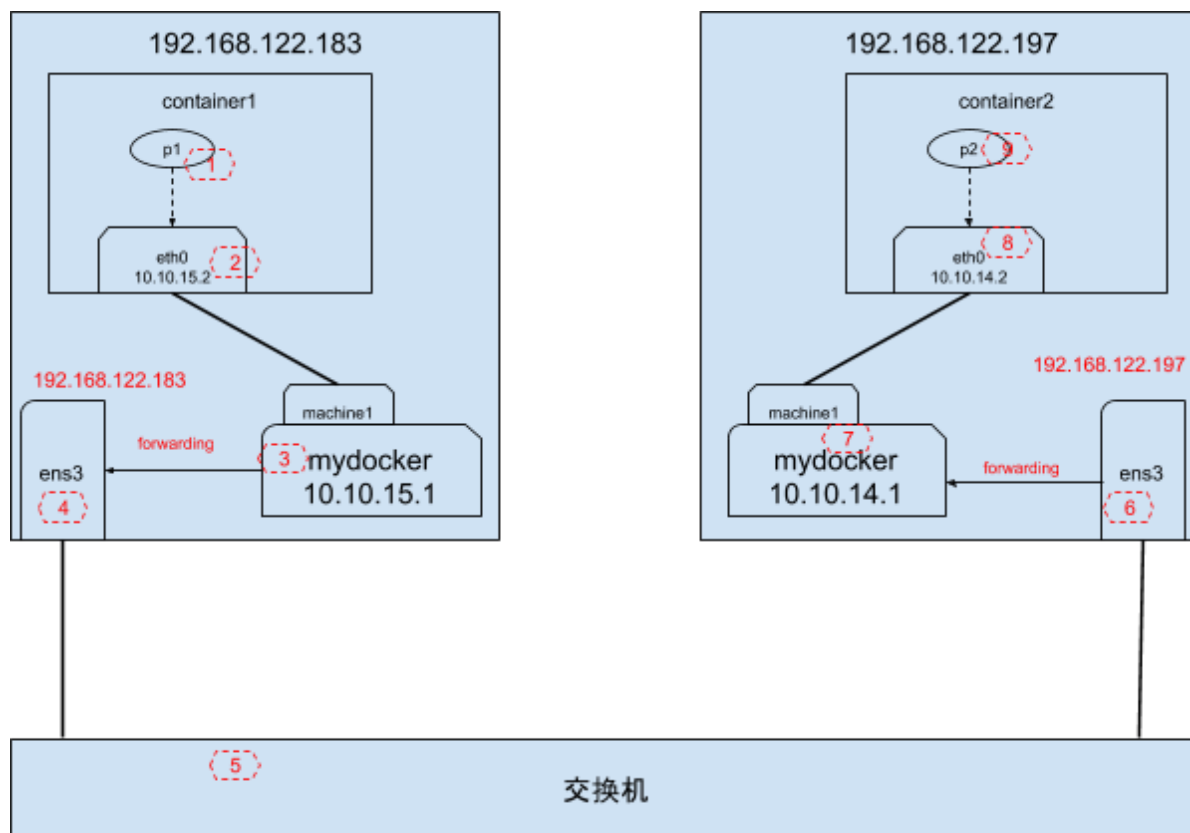 192.168.122.183
container1
p1
1
eth0
10.10.15.2
2
192.168.122.183
machine1
forwarding
3
mydocker
10.10.15.1
ens3
4
192.168.122.197
container2
p2
9
8
eth0
10.10.14.2
192.168.122.197
machine1
7
mydocker
10.10.14.1
forwarding
ens3
6
5
交换机